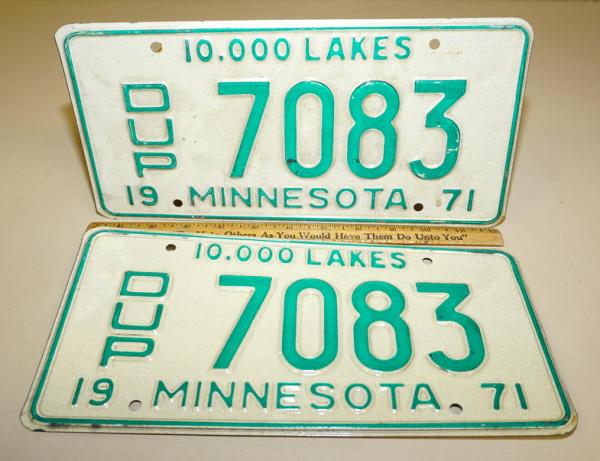 10,000 LAKES
DUP 7083
19 MINNESOTA 71
Others As You Would Have Them Do Unto You"
10,000 LAKES
DUP 7083
19 MINNESOTA 71